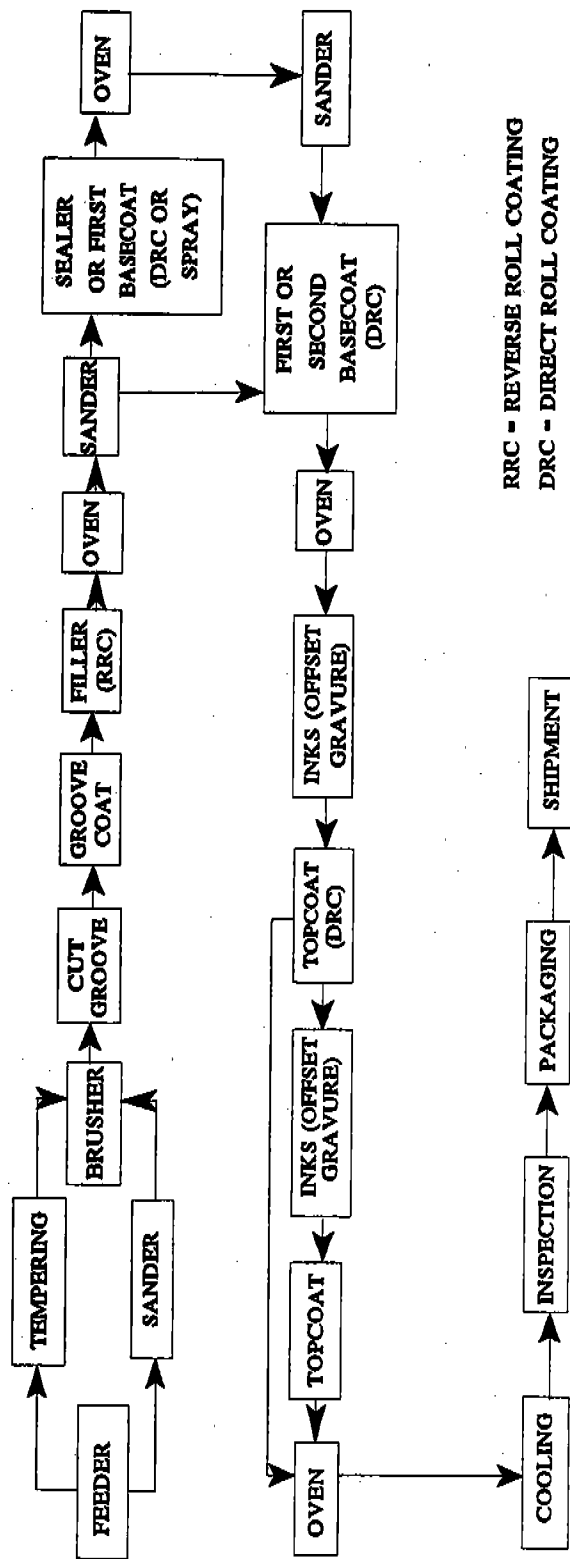 FEEDER
TEMPERING
SANDER
BRUSHER
CUT
GROOVE
GROOVE
COAT
FILLER
(RRC)
OVEN
SANDER
SEALER
OR FIRST
BASECOAT
(DRC OR
SPRAY)
OVEN
SANDER
FIRST OR
SECOND
BASECOAT
(DRC)
OVEN
INKS (OFFSET
GRAVURE)
TOPCOAT
(DRC)
INKS (OFFSET
GRAVURE)
TOPCOAT
OVEN
COOLING
INSPECTION
PACKAGING
SHIPMENT
RRC = REVERSE ROLL COATING
DRC = DIRECT ROLL COATING